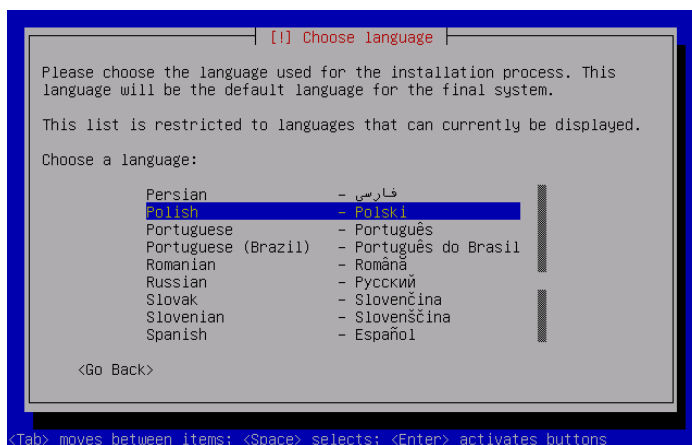 [!] Choose language
Please choose the language used for the installation process. This
language will be the default language for the final system.
This list is restricted to languages that can currently be displayed.
Choose a language:
Persian - فارسی
Polish - Polski
Portuguese - Português
Portuguese (Brazil) - Português do Brasil
Romanian - Română
Russian - Русский
Slovak - Slovenčina
Slovenian - Slovenščina
Spanish - Español
<Go Back>
<Tab> moves between items; <Space> selects; <Enter> activates buttons